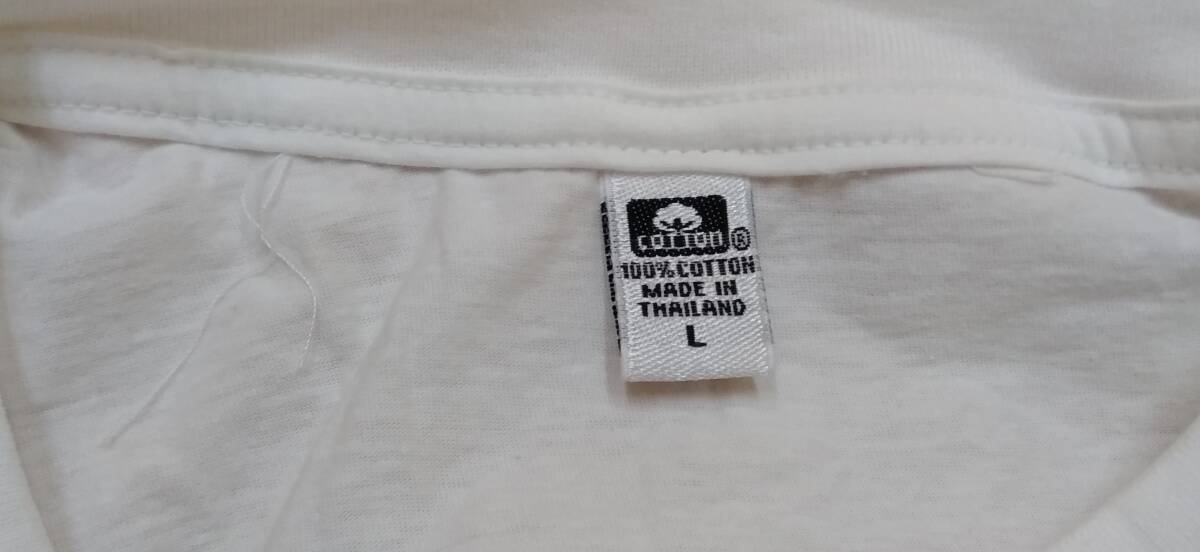 COTTON ®
100% COTTON
MADE IN
THAILAND
L